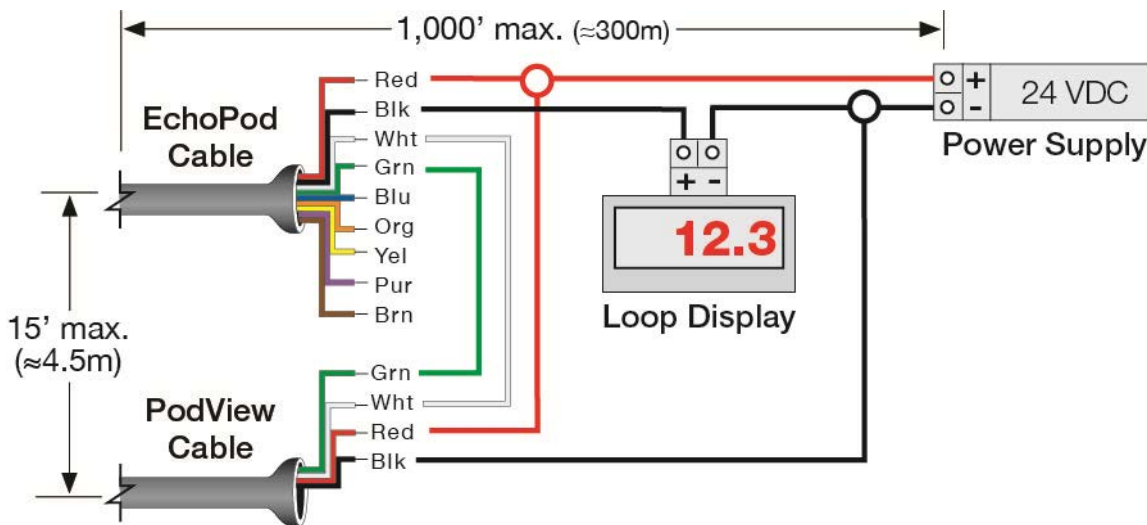 1,000’ max. (≈300m)
EchoPod
Cable
Red
Blk
Wht
Grn
Blu
Org
Yel
Pur
Brn
+
-
24 VDC
Power Supply
+ -
12.3
Loop Display
15’ max.
(≈4.5m)
PodView
Cable
Grn
Wht
Red
Blk